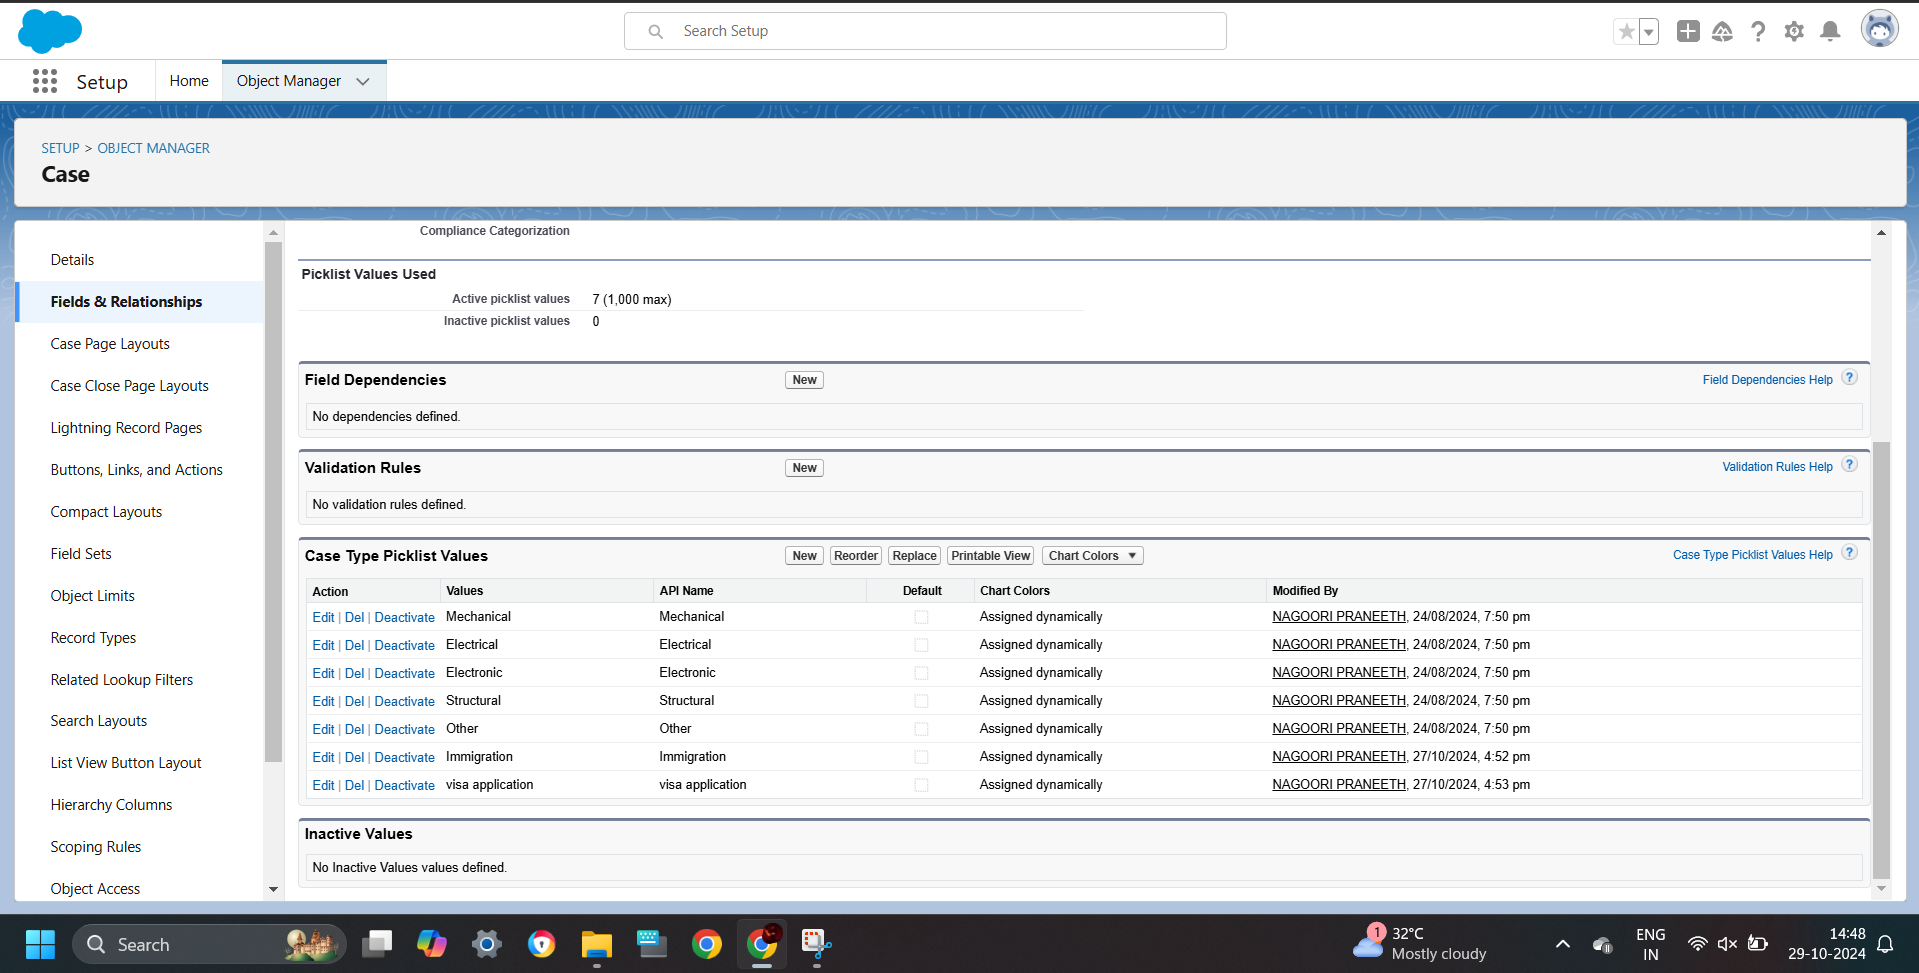 Search Setup
Setup
Home
Object Manager
SETUP > OBJECT MANAGER
Case
Details
Fields & Relationships
Case Page Layouts
Case Close Page Layouts
Lightning Record Pages
Buttons, Links, and Actions
Compact Layouts
Field Sets
Object Limits
Record Types
Related Lookup Filters
Search Layouts
List View Button Layout
Hierarchy Columns
Scoping Rules
Object Access
Compliance Categorization
Picklist Values Used
Active picklist values 7 (1,000 max)
Inactive picklist values 0
Field Dependencies New Field Dependencies Help ?
No dependencies defined.
Validation Rules New Validation Rules Help ?
No validation rules defined.
Case Type Picklist Values New Reorder Replace Printable View Chart Colors Case Type Picklist Values Help ?
Action Values API Name Default Chart Colors Modified By
Edit | Del | Deactivate Mechanical Mechanical Assigned dynamically NAGOORI PRANEETH, 24/08/2024, 7:50 pm
Edit | Del | Deactivate Electrical Electrical Assigned dynamically NAGOORI PRANEETH, 24/08/2024, 7:50 pm
Edit | Del | Deactivate Electronic Electronic Assigned dynamically NAGOORI PRANEETH, 24/08/2024, 7:50 pm
Edit | Del | Deactivate Structural Structural Assigned dynamically NAGOORI PRANEETH, 24/08/2024, 7:50 pm
Edit | Del | Deactivate Other Other Assigned dynamically NAGOORI PRANEETH, 24/08/2024, 7:50 pm
Edit | Del | Deactivate Immigration Immigration Assigned dynamically NAGOORI PRANEETH, 27/10/2024, 4:52 pm
Edit | Del | Deactivate visa application visa application Assigned dynamically NAGOORI PRANEETH, 27/10/2024, 4:53 pm
Inactive Values
No Inactive Values values defined.
Search
1
32°C
Mostly cloudy
ENG
IN
14:48
29-10-2024